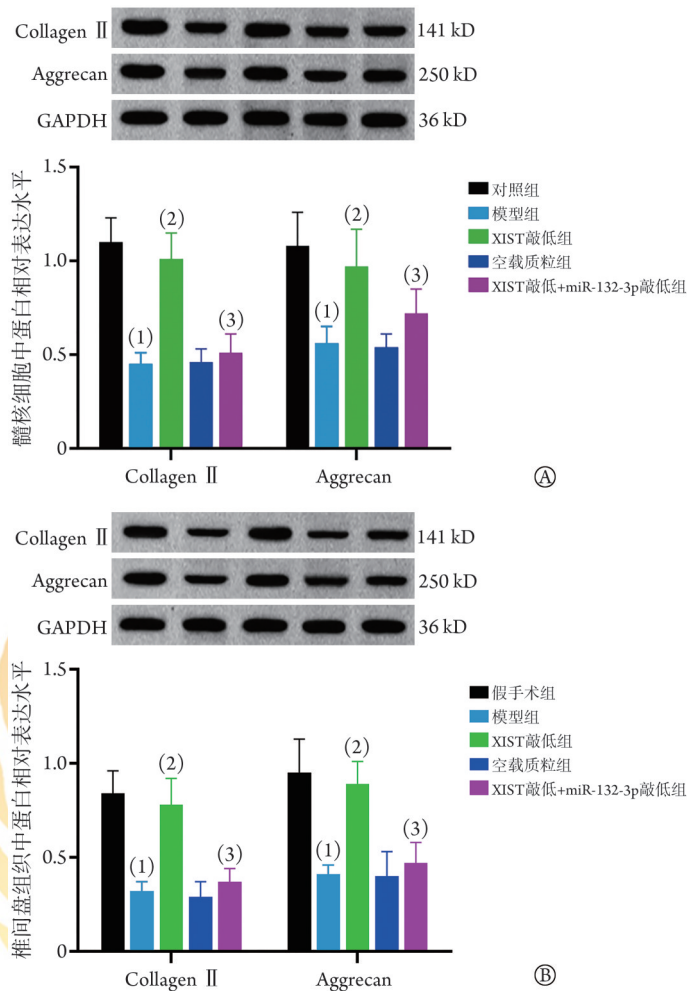 Collagen Ⅱ 141 kD
Aggrecan 250 kD
GAPDH 36 kD
髓核细胞中蛋白相对表达水平
1.5
1.0
0.5
0
(1)
(2)
(3)
(1)
(2)
(3)
Collagen Ⅱ
Aggrecan
对照组
模型组
XIST敲低组
空载质粒组
XIST敲低+miR-132-3p敲低组
Ⓐ
Collagen Ⅱ 141 kD
Aggrecan 250 kD
GAPDH 36 kD
椎间盘组织中蛋白相对表达水平
1.5
1.0
0.5
0
(1)
(2)
(3)
(1)
(2)
(3)
Collagen Ⅱ
Aggrecan
假手术组
模型组
XIST敲低组
空载质粒组
XIST敲低+miR-132-3p敲低组
Ⓑ